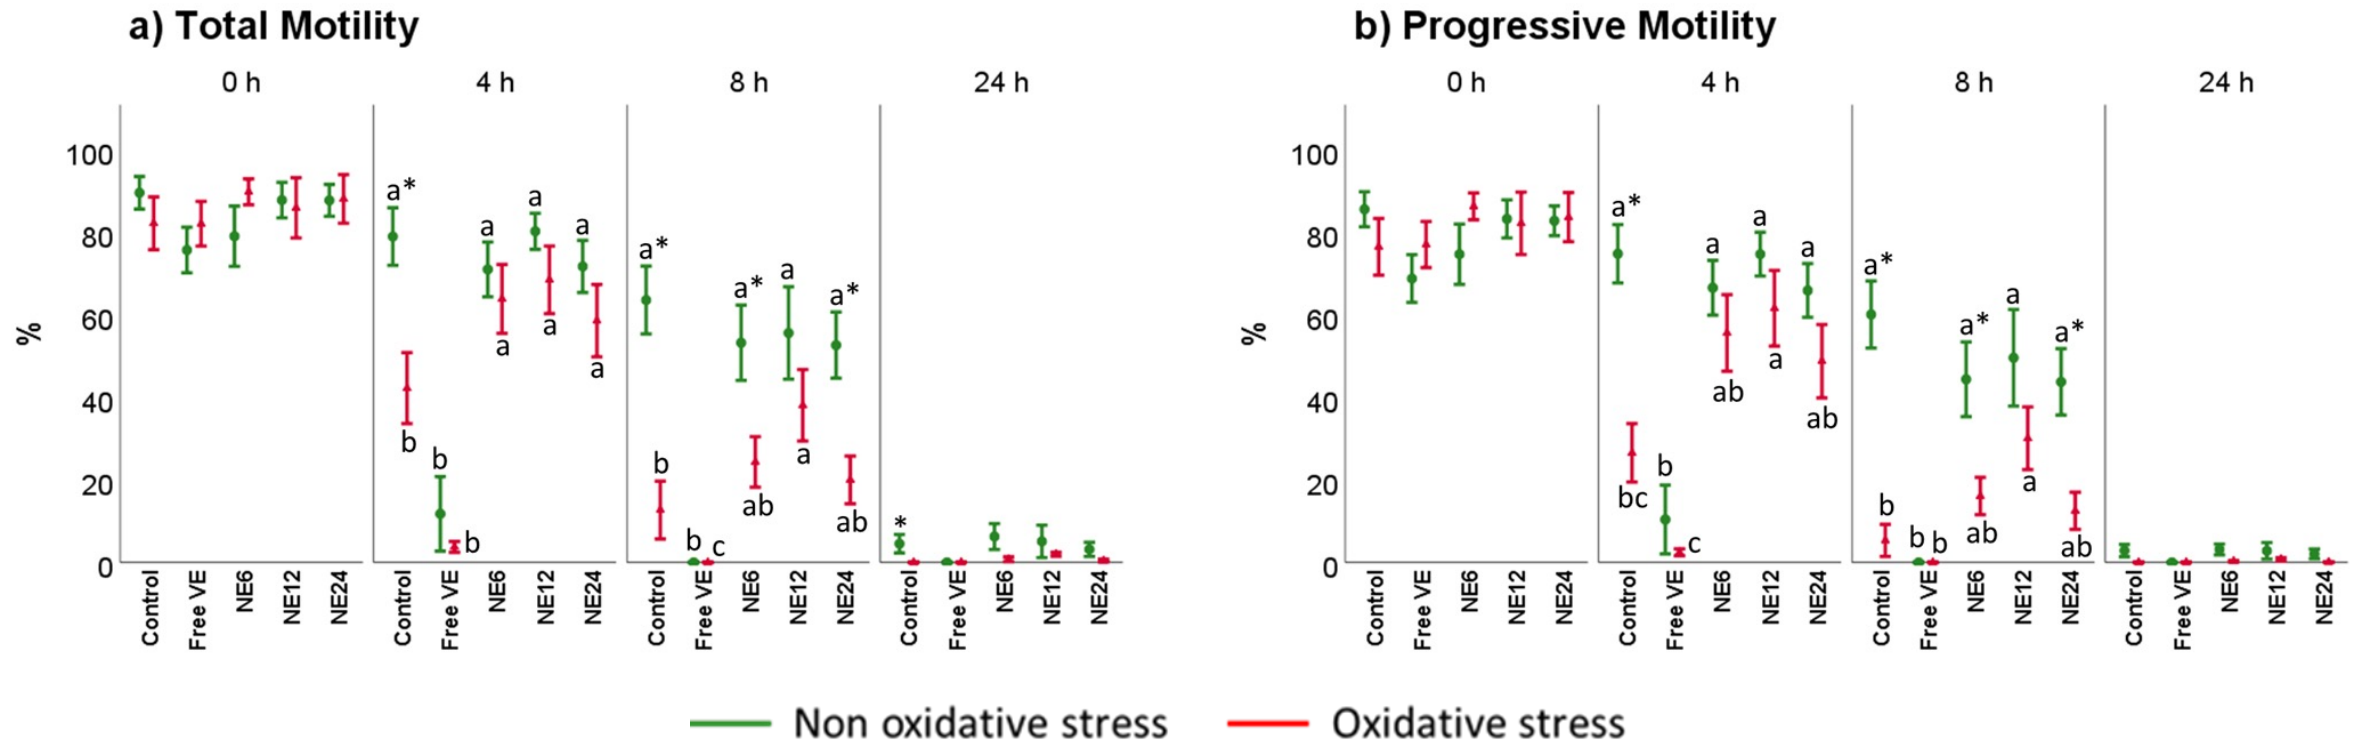 a) Total Motility
b) Progressive Motility
0 h 4 h 8 h 24 h
0 h 4 h 8 h 24 h
%
100
80
60
40
20
0
a*
b
b
b
a
a
a
a
a
a
a*
b
b
c
a*
ab
a
a
a*
ab
*
Control Free VE NE6 NE12 NE24
Control Free VE NE6 NE12 NE24
Control Free VE NE6 NE12 NE24
Control Free VE NE6 NE12 NE24
%
100
80
60
40
20
0
a*
bc
b
c
a
ab
a
a
a
ab
a*
b
b
b
a*
ab
a
a
a*
ab
Control Free VE NE6 NE12 NE24
Control Free VE NE6 NE12 NE24
Control Free VE NE6 NE12 NE24
Control Free VE NE6 NE12 NE24
Non oxidative stress
Oxidative stress